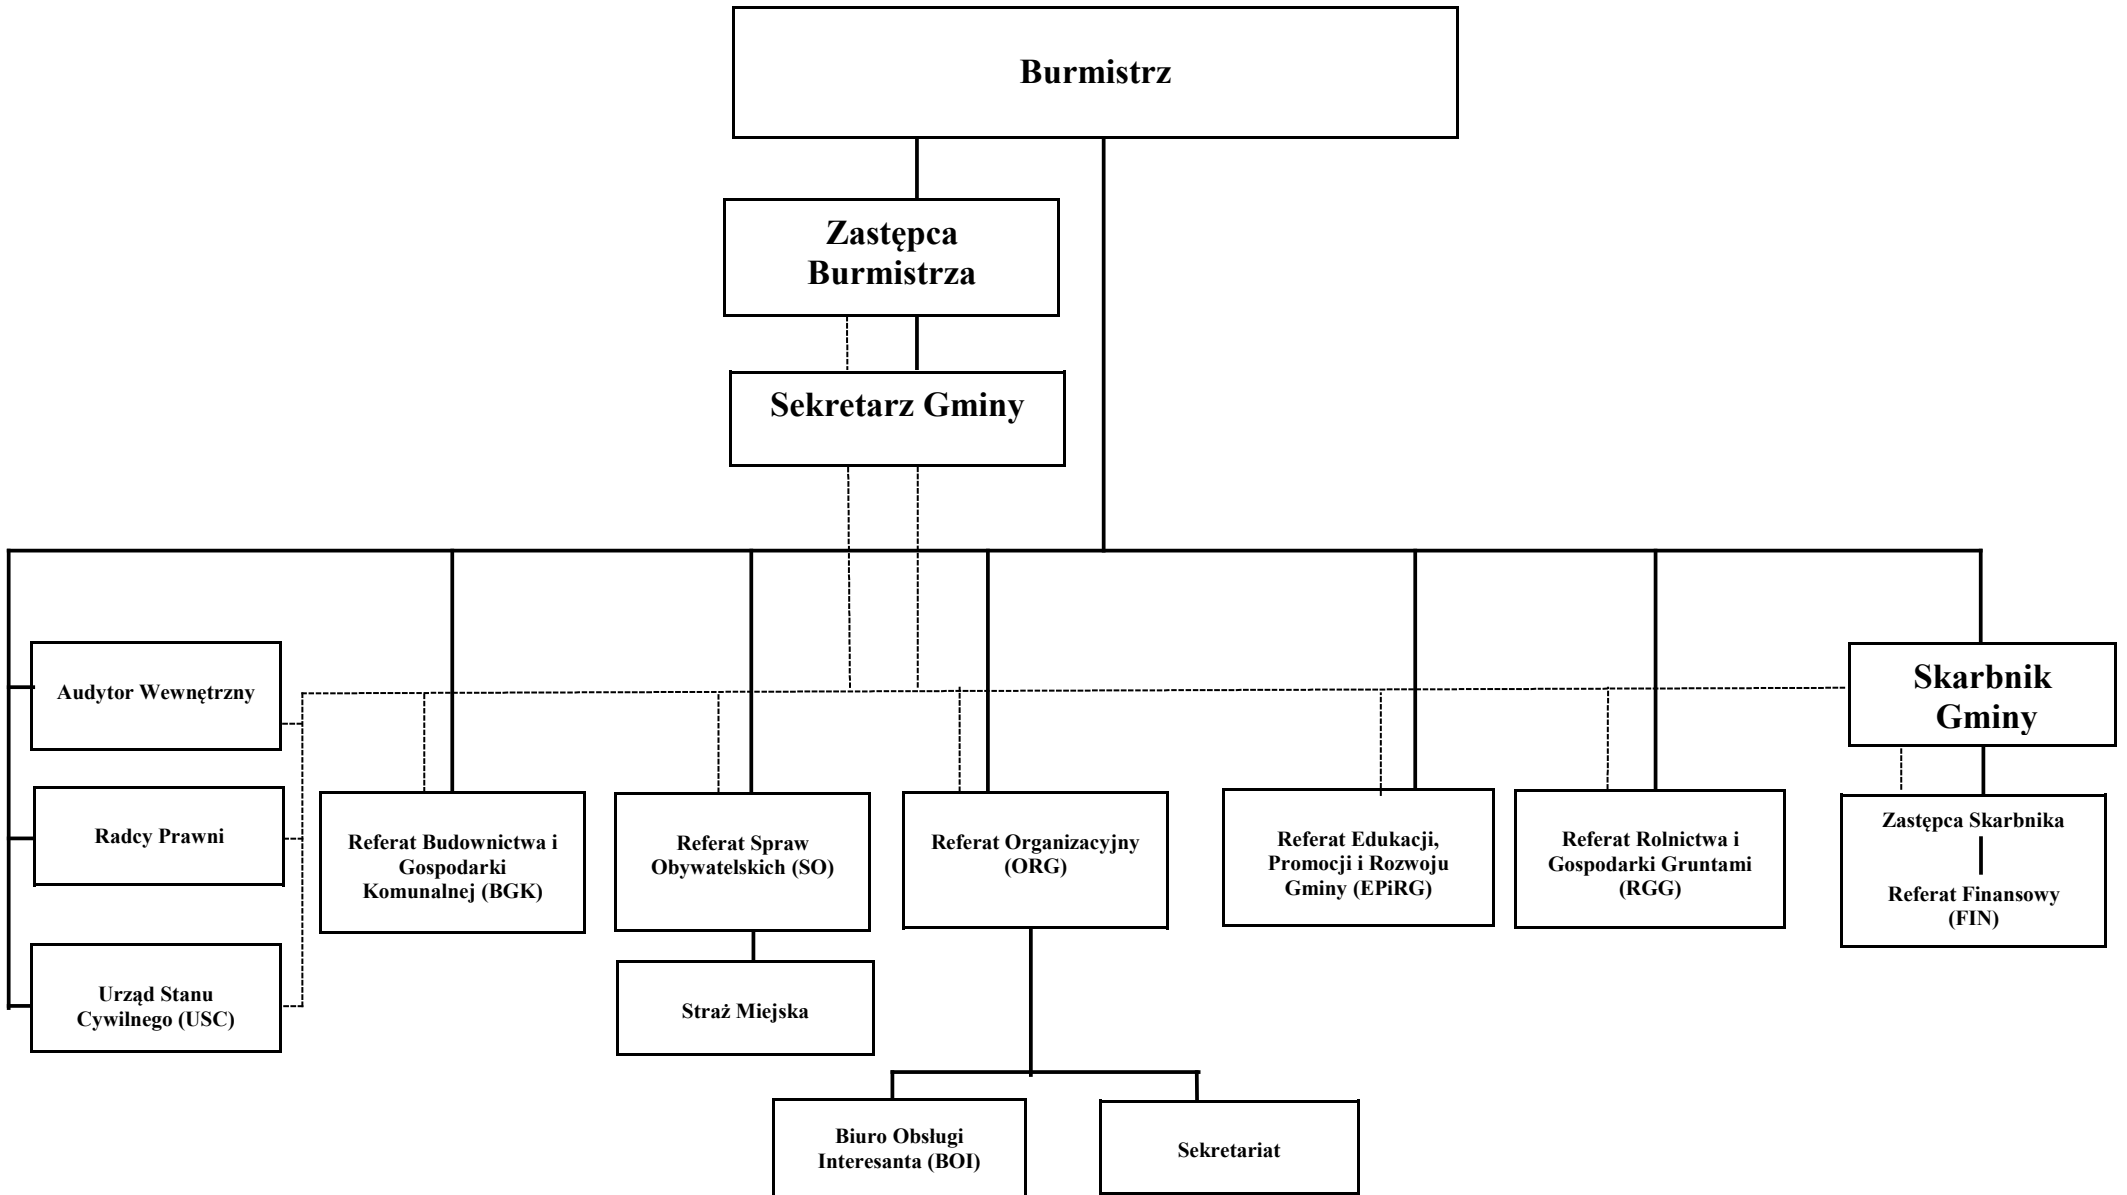 Burmistrz
Zastępca
Burmistrza
Sekretarz Gminy
Audytor Wewnętrzny
Skarbnik
Gminy
Radcy Prawni
Referat Budownictwa i
Gospodarki
Komunalnej (BGK)
Referat Spraw
Obywatelskich (SO)
Referat Organizacyjny
(ORG)
Referat Edukacji,
Promocji i Rozwoju
Gminy (EPiRG)
Referat Rolnictwa i
Gospodarki Gruntami
(RGG)
Zastępca Skarbnika
Referat Finansowy
(FIN)
Urząd Stanu
Cywilnego (USC)
Straż Miejska
Biuro Obsługi
Interesanta (BOI)
Sekretariat